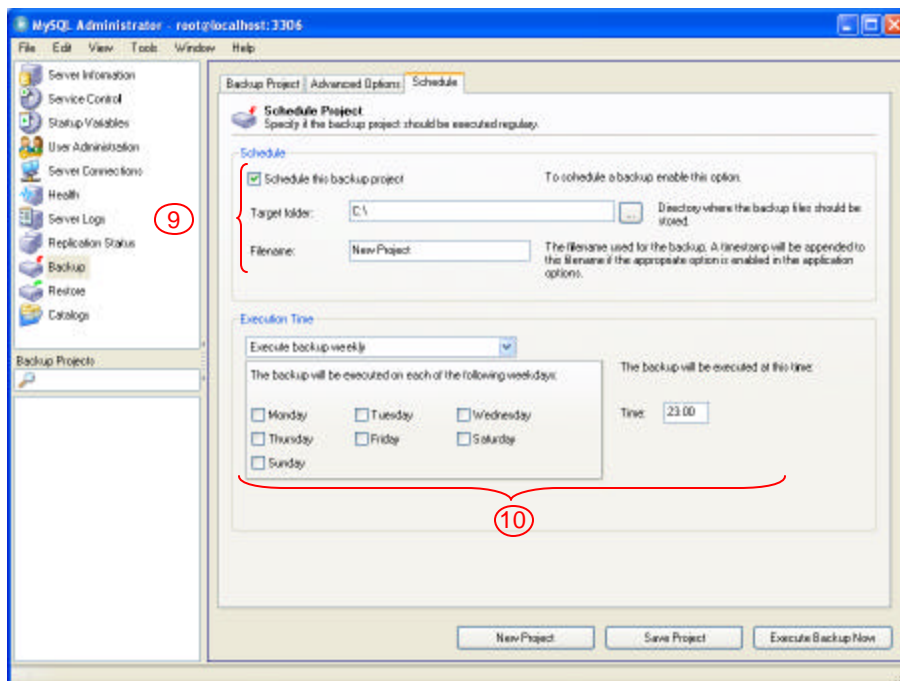 MySQL Administrator - root@localhost:3306
File Edit View Tools Window Help
Server Information
Service Control
Startup Variables
User Administration
Server Connections
Health
Server Logs
Replication Status
Backup
Restore
Catalogs
Backup Projects
9
Backup Project Advanced Options Schedule
Schedule Project
Specify if the backup project should be executed regulary.
Schedule
Schedule this backup project To schedule a backup enable this option.
Target folder: C:\ ... Directory where the backup files should be
stored.
Filename: New Project The filename used for the backup. A timestamp will be appended to
this filename if the appropriate option is enabled in the application
options.
Execution Time
Execute backup weekly
The backup will be executed on each of the following weekdays:
The backup will be executed at this time:
Monday Tuesday Wednesday
Time: 23:00
Thursday Friday Saturday
Sunday
10
New Project Save Project Execute Backup Now